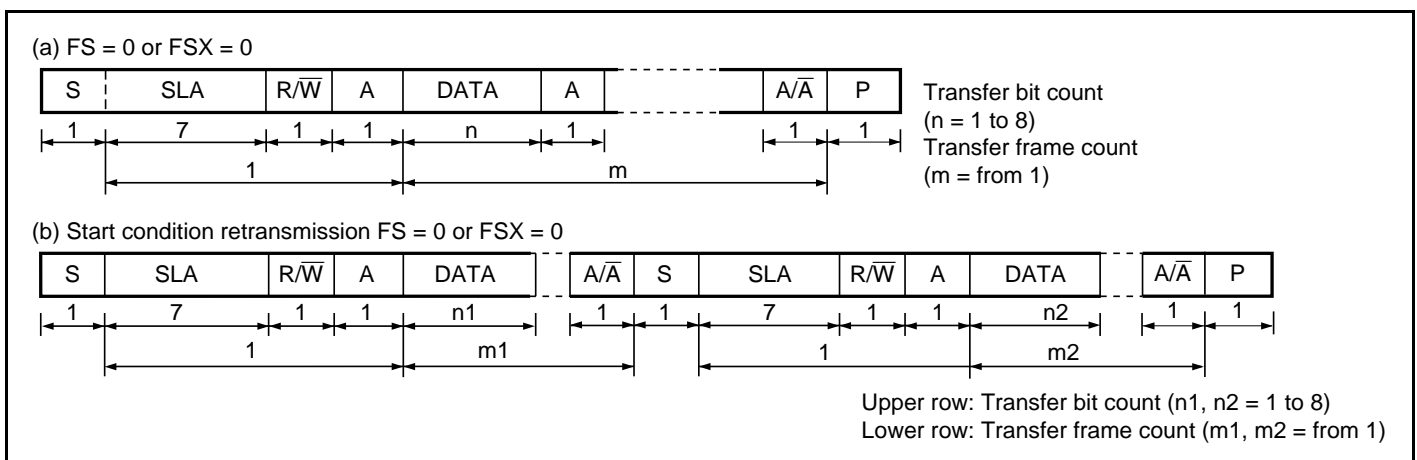 (a) FS = 0 or FSX = 0
S SLA R/W̅ A DATA A A/A̅ P
1 7 1 1 n 1 1 1
1 m
Transfer bit count
(n = 1 to 8)
Transfer frame count
(m = from 1)
(b) Start condition retransmission FS = 0 or FSX = 0
S SLA R/W̅ A DATA A/A̅ S SLA R/W̅ A DATA A/A̅ P
1 7 1 1 n1 1 1 7 1 1 n2 1 1
1 m1 1 m2
Upper row: Transfer bit count (n1, n2 = 1 to 8)
Lower row: Transfer frame count (m1, m2 = from 1)